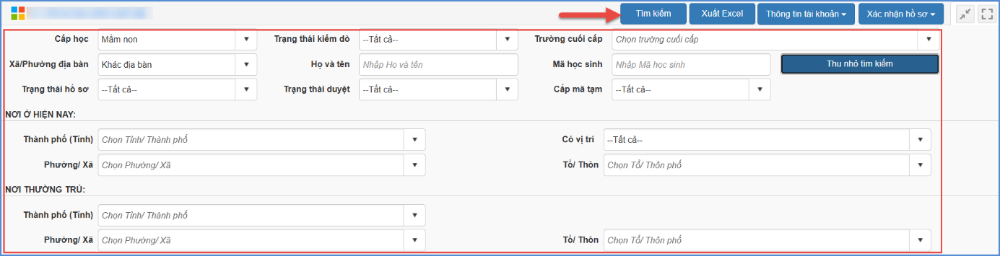 Tìm kiếm Xuất Excel Thông tin tài khoản Xác nhận hồ sơ
Cấp học Mầm non Trạng thái kiểm dò --Tất cả-- Trường cuối cấp Chọn trường cuối cấp
Xã/Phường địa bàn Khác địa bàn Họ và tên Nhập Họ và tên Mã học sinh Nhập Mã học sinh Thu nhỏ tìm kiếm
Trạng thái hồ sơ --Tất cả-- Trạng thái duyệt --Tất cả-- Cấp mã tạm --Tất cả--
NƠI Ở HIỆN NAY:
Thành phố (Tỉnh) Chọn Tỉnh/ Thành phố Có vị trí --Tất cả--
Phường/ Xã Chọn Phường/ Xã Tổ/ Thôn Chọn Tổ/ Thôn phố
NƠI THƯỜNG TRÚ:
Thành phố (Tỉnh) Chọn Tỉnh/ Thành phố
Phường/ Xã Chọn Phường/ Xã Tổ/ Thôn Chọn Tổ/ Thôn phố